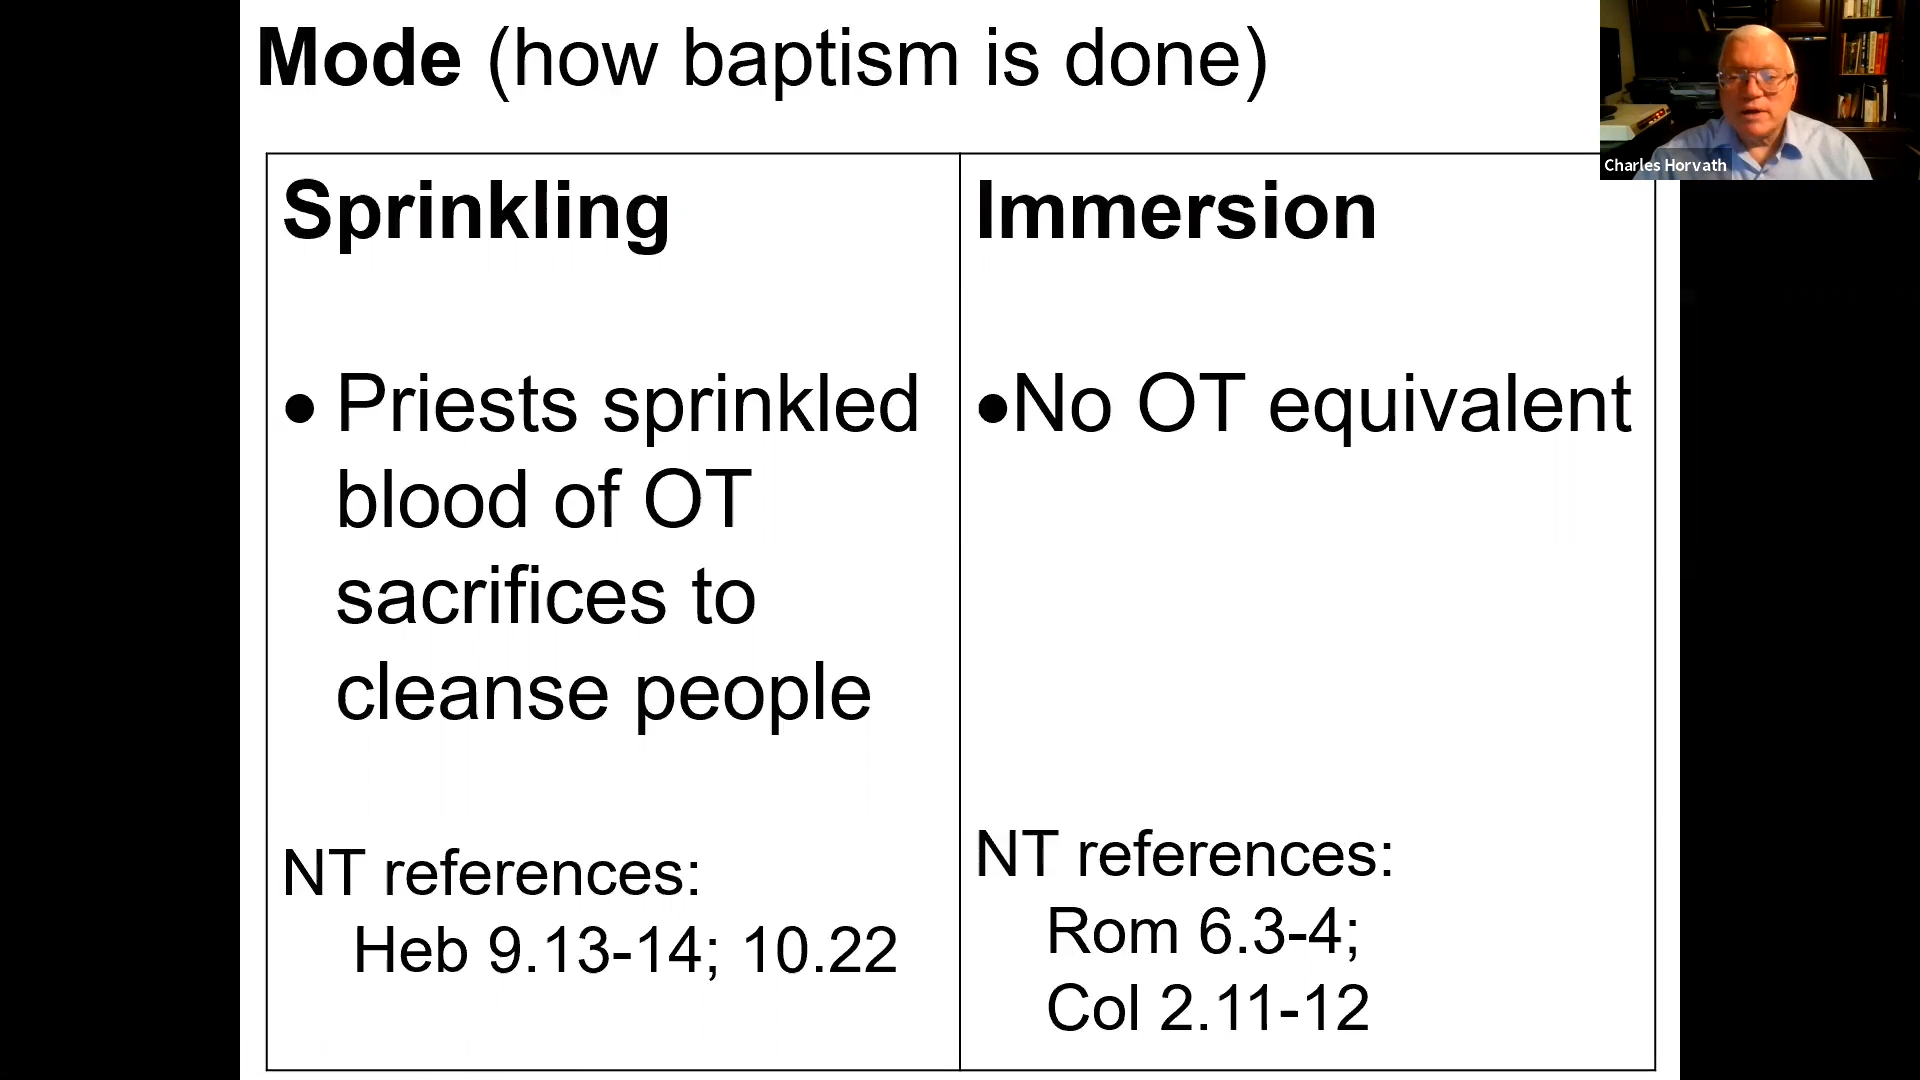 Mode (how baptism is done)
Charles Horvath
Sprinkling
• Priests sprinkled
blood of OT
sacrifices to
cleanse people
NT references:
Heb 9.13-14; 10.22
Immersion
•No OT equivalent
NT references:
Rom 6.3-4;
Col 2.11-12